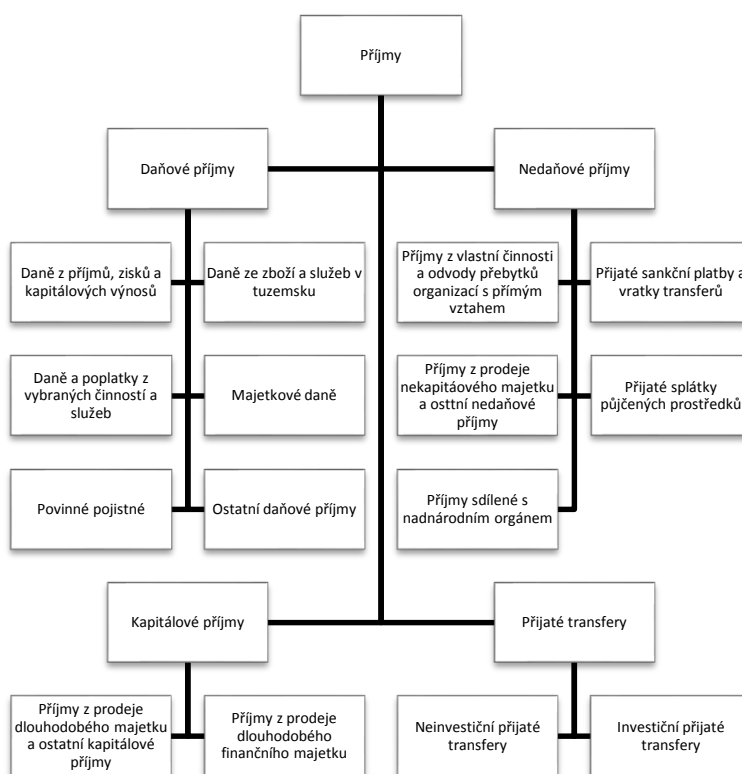 Příjmy
Daňové příjmy
Nedaňové příjmy
Daně z příjmů, zisků a
kapitálových výnosů
Daně ze zboží a služeb v
tuzemsku
Příjmy z vlastní činnosti
a odvody přebytků
organizací s přímým
vztahem
Přijaté sankční platby a
vratky transferů
Daně a poplatky z
vybraných činností a
služeb
Majetkové daně
Příjmy z prodeje
nekapitáového majetku
a osttní nedaňové
příjmy
Přijaté splátky
půjčených prostředků
Povinné pojistné
Ostatní daňové příjmy
Příjmy sdílené s
nadnárodním orgánem
Kapitálové příjmy
Přijaté transfery
Příjmy z prodeje
dlouhodobého majetku
a ostatní kapitálové
příjmy
Příjmy z prodeje
dlouhodobého
finančního majetku
Neinvestiční přijaté
transfery
Investiční přijaté
transfery